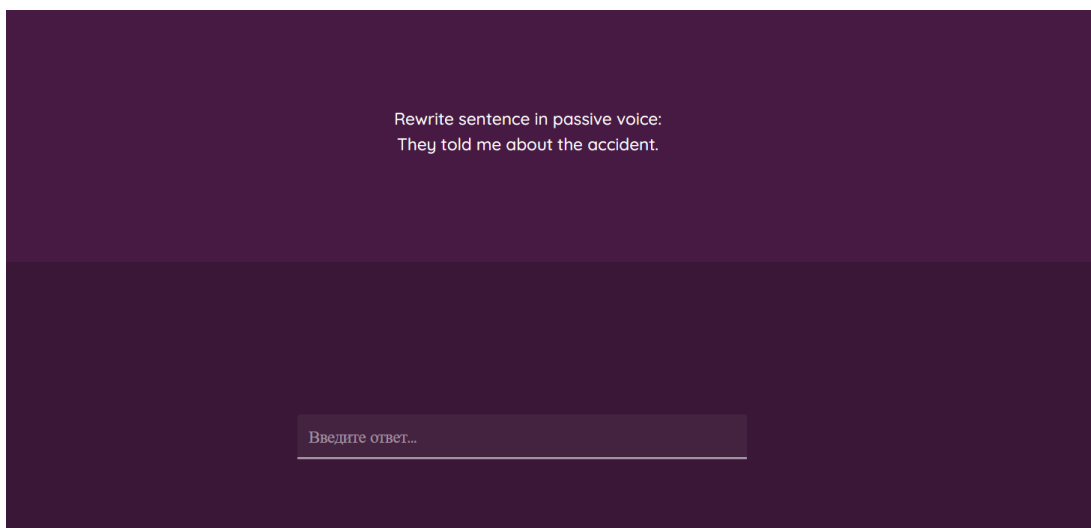 Rewrite sentence in passive voice:
They told me about the accident.
Введите ответ...